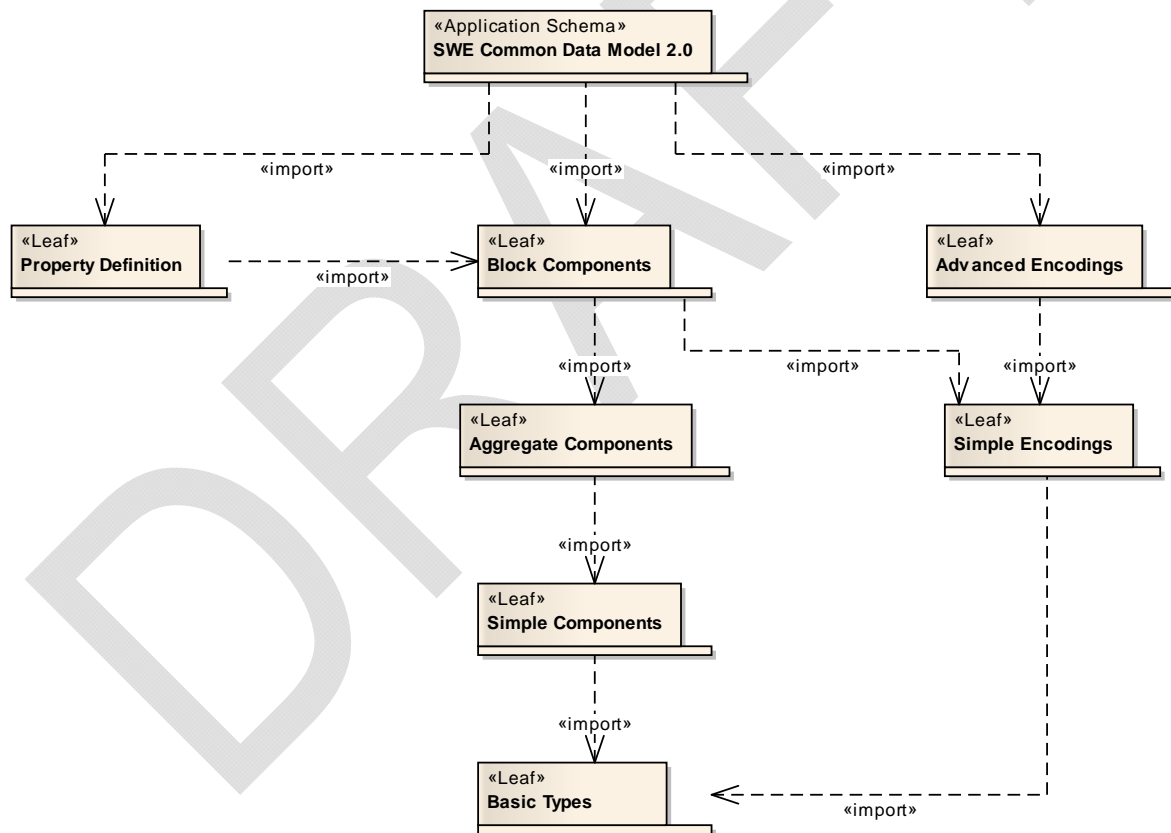 «Application Schema»
SWE Common Data Model 2.0
«import»
«import»
«import»
«Leaf»
Property Definition
«import»
«Leaf»
Block Components
«Leaf»
Advanced Encodings
«import»
«import»
«import»
«Leaf»
Aggregate Components
«Leaf»
Simple Encodings
«import»
«Leaf»
Simple Components
«import»
«Leaf»
Basic Types
«import»
DRAF